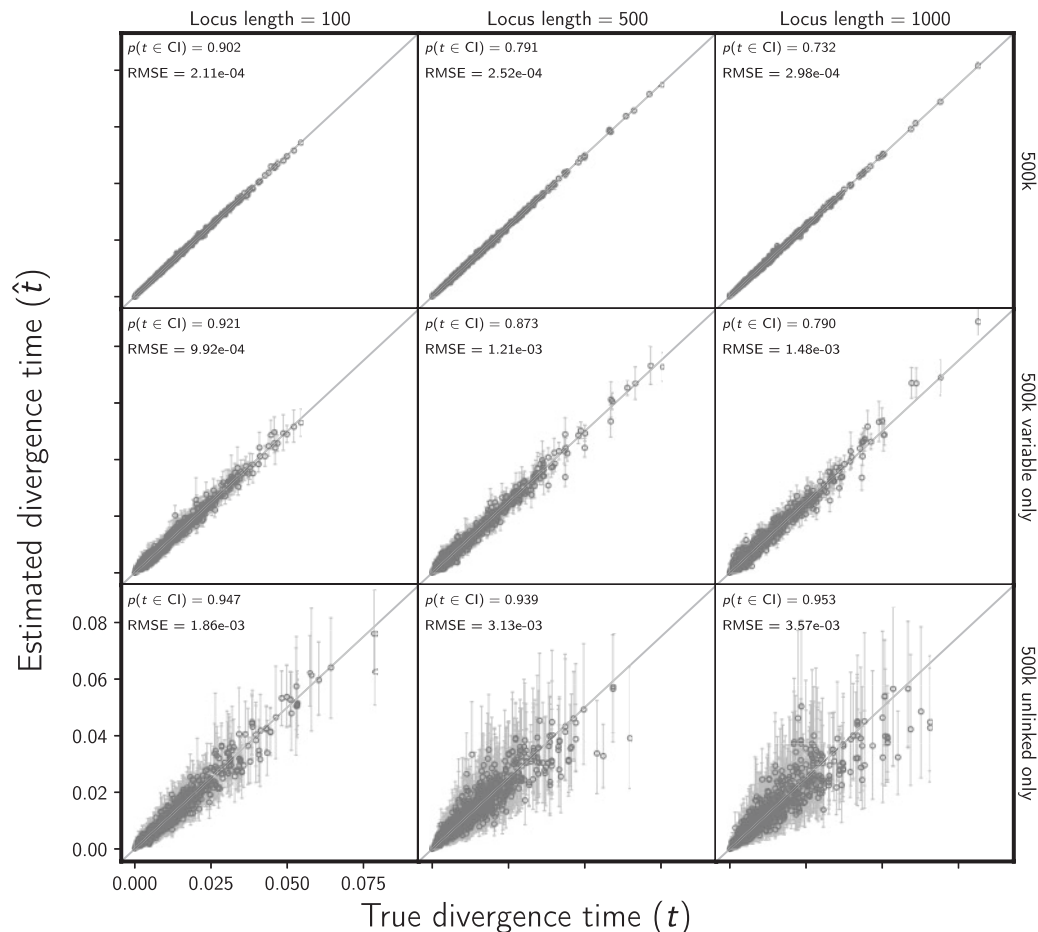 Locus length = 100
Locus length = 500
Locus length = 1000
p(t ∈ CI) = 0.902
RMSE = 2.11e-04
p(t ∈ CI) = 0.791
RMSE = 2.52e-04
p(t ∈ CI) = 0.732
RMSE = 2.98e-04
500k
p(t ∈ CI) = 0.921
RMSE = 9.92e-04
p(t ∈ CI) = 0.873
RMSE = 1.21e-03
p(t ∈ CI) = 0.790
RMSE = 1.48e-03
500k variable only
p(t ∈ CI) = 0.947
RMSE = 1.86e-03
p(t ∈ CI) = 0.939
RMSE = 3.13e-03
p(t ∈ CI) = 0.953
RMSE = 3.57e-03
500k unlinked only
Estimated divergence time (t̂)
0.08
0.06
0.04
0.02
0.00
0.000
0.025
0.050
0.075
True divergence time (t)